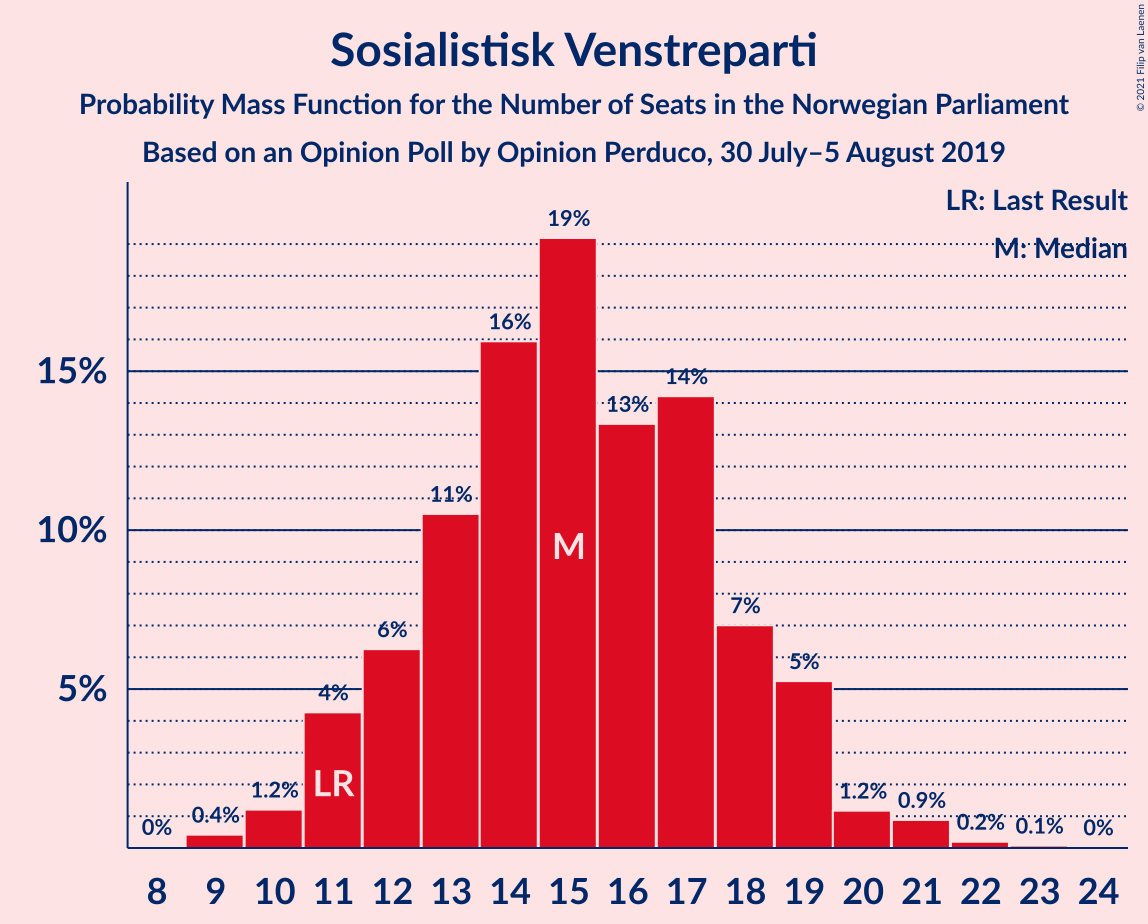 Sosialistisk Venstreparti
Probability Mass Function for the Number of Seats in the Norwegian Parliament
Based on an Opinion Poll by Opinion Perduco, 30 July–5 August 2019
© 2021 Filip van Laenen
LR: Last Result
M: Median
15%
10%
5%
0%
0.4%
1.2%
4%
6%
11%
16%
19%
13%
14%
7%
5%
1.2%
0.9%
0.2%
0.1%
0%
LR
M
8 9 10 11 12 13 14 15 16 17 18 19 20 21 22 23 24